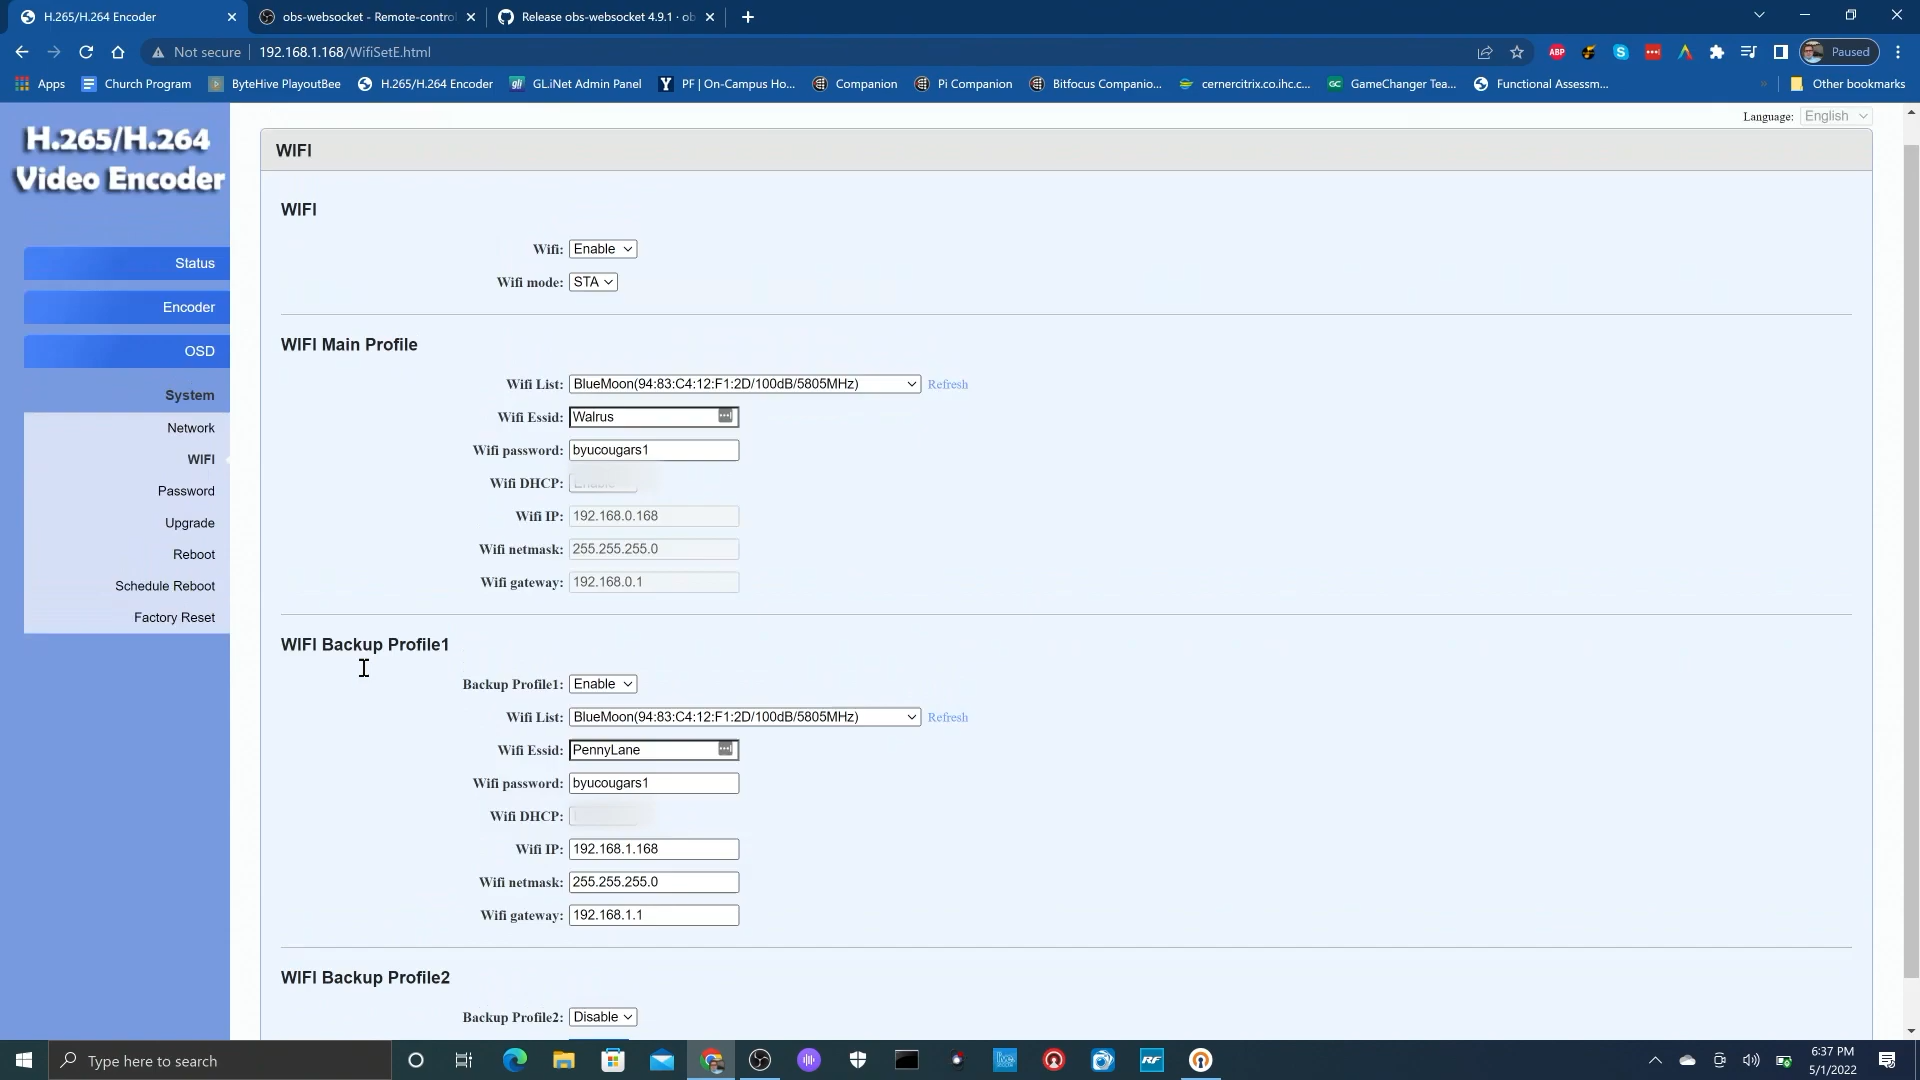 H.265/H.264 Encoder
obs-websocket - Remote-control
Release obs-websocket 4.9.1 · ob
Not secure 192.168.1.168/WifiSetE.html
ABP
Paused
Apps Church Program ByteHive PlayoutBee H.265/H.264 Encoder GL.iNet Admin Panel PF | On-Campus Ho... Companion Pi Companion Bitfocus Companio... cernercitrix.co.ihc.c... GameChanger Tea... Functional Assessm... » Other bookmarks
H.265/H.264
Video Encoder
Status
Encoder
OSD
System
Network
WIFI
Password
Upgrade
Reboot
Schedule Reboot
Factory Reset
Language: English
WIFI
WIFI
Wifi: Enable
Wifi mode: STA
WIFI Main Profile
Wifi List: BlueMoon(94:83:C4:12:F1:2D/100dB/5805MHz) Refresh
Wifi Essid: Walrus
Wifi password: byucougars1
Wifi DHCP:
Wifi IP: 192.168.0.168
Wifi netmask: 255.255.255.0
Wifi gateway: 192.168.0.1
WIFI Backup Profile1
Backup Profile1: Enable
Wifi List: BlueMoon(94:83:C4:12:F1:2D/100dB/5805MHz) Refresh
Wifi Essid: PennyLane
Wifi password: byucougars1
Wifi DHCP:
Wifi IP: 192.168.1.168
Wifi netmask: 255.255.255.0
Wifi gateway: 192.168.1.1
WIFI Backup Profile2
Backup Profile2: Disable
Type here to search
RF
6:37 PM
5/1/2022